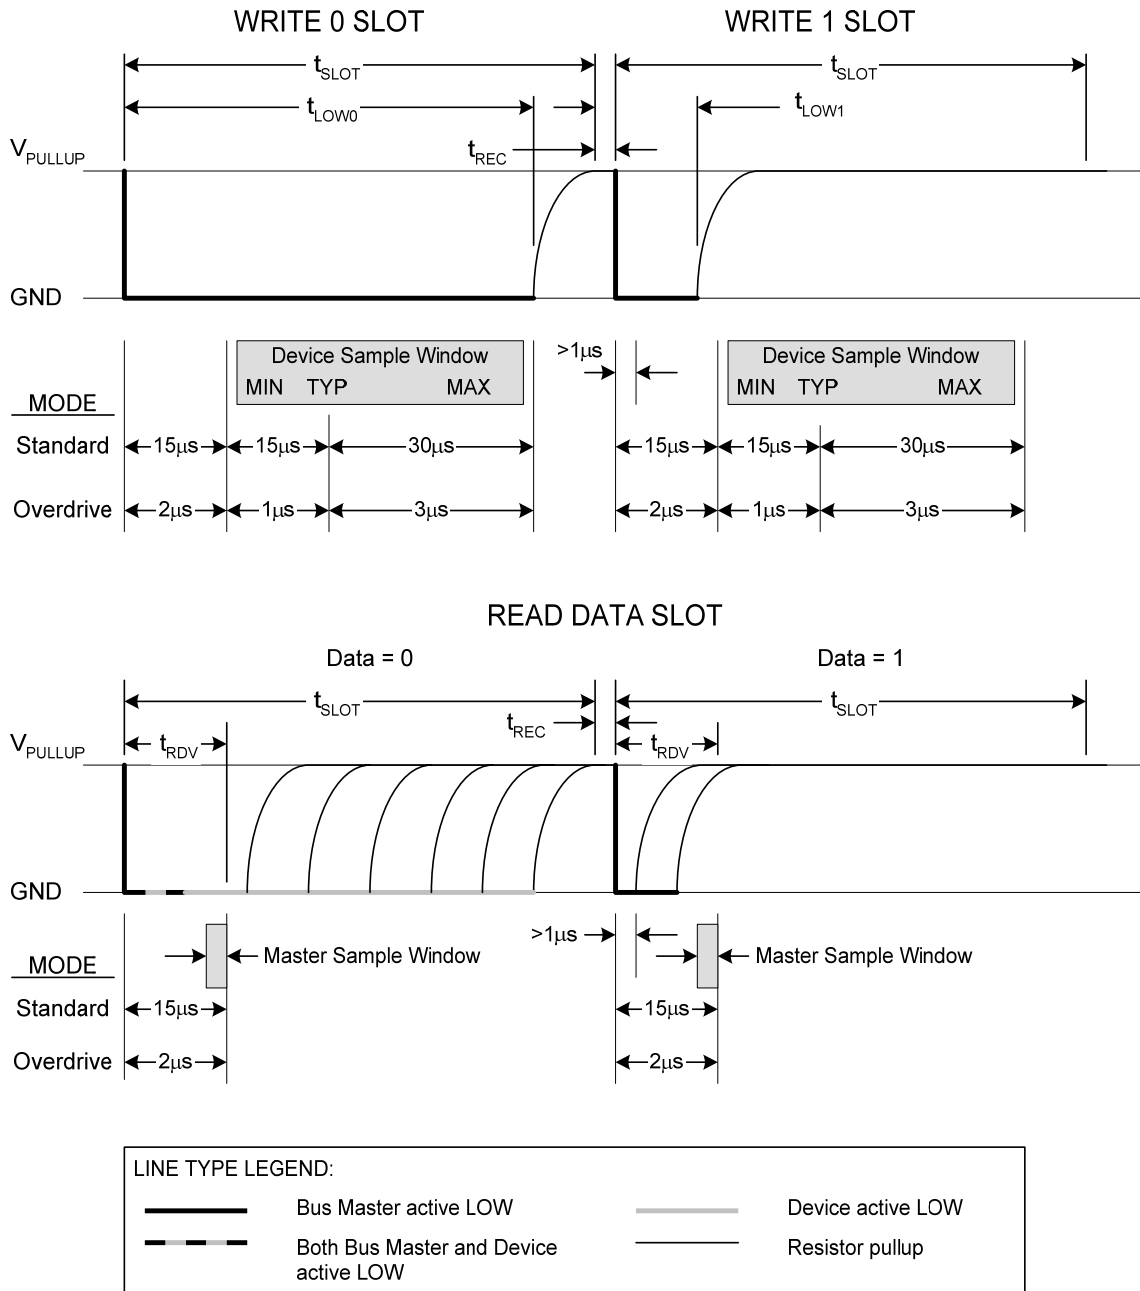 WRITE 0 SLOT WRITE 1 SLOT
tSLOT tSLOT
tLOW0 tLOW1
VPULLUP tREC
GND
Device Sample Window >1μs Device Sample Window
MIN TYP MAX MIN TYP MAX
MODE
Standard 15μs 15μs 30μs 15μs 15μs 30μs
Overdrive 2μs 1μs 3μs 2μs 1μs 3μs
READ DATA SLOT
Data = 0 Data = 1
tSLOT tSLOT
tREC
VPULLUP tRDV tRDV
GND
>1μs
MODE Master Sample Window Master Sample Window
Standard 15μs 15μs
Overdrive 2μs 2μs
LINE TYPE LEGEND:
Bus Master active LOW Device active LOW
Both Bus Master and Device Resistor pullup
active LOW